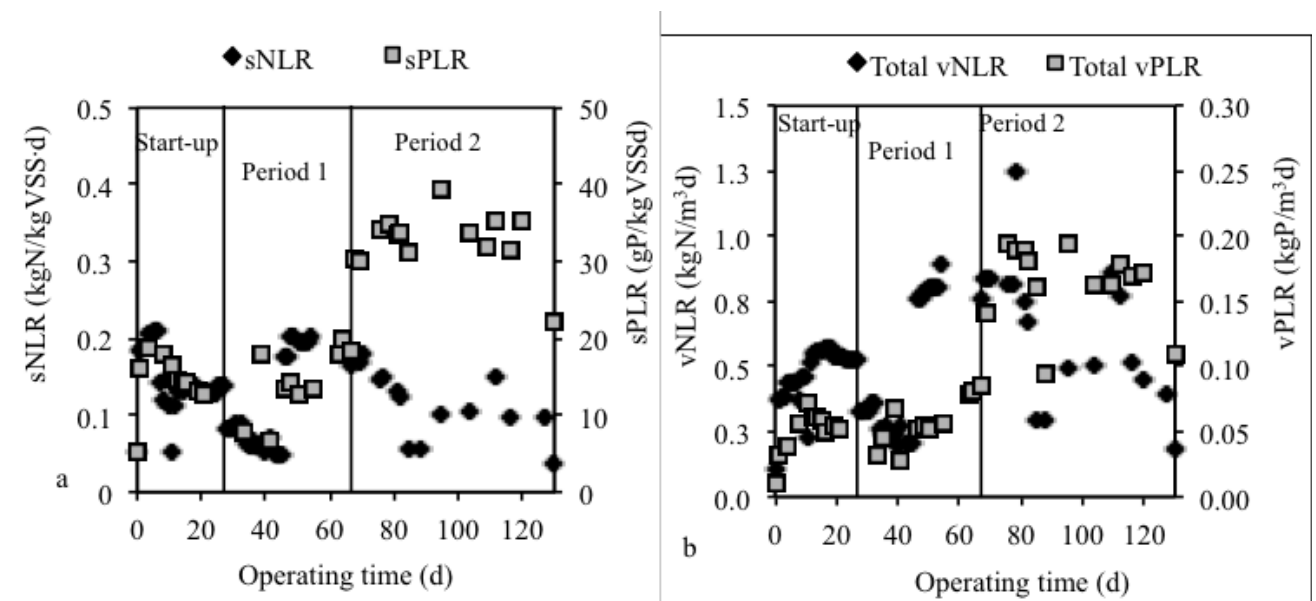 sNLR sPLR
0.5
0.4
0.3
0.2
0.1
0
sNLR (kgN/kgVSS·d)
Start-up
Period 1
Period 2
50
40
30
20
10
0
sPLR (gP/kgVSSd)
0 20 40 60 80 100 120
Operating time (d)
a
Total vNLR Total vPLR
1.5
1.3
1.0
0.8
0.5
0.3
0.0
vNLR (kgN/m³d)
Start-up
Period 1
Period 2
0.30
0.25
0.20
0.15
0.10
0.05
0.00
vPLR (kgP/m³d)
0 20 40 60 80 100 120
Operating time (d)
b